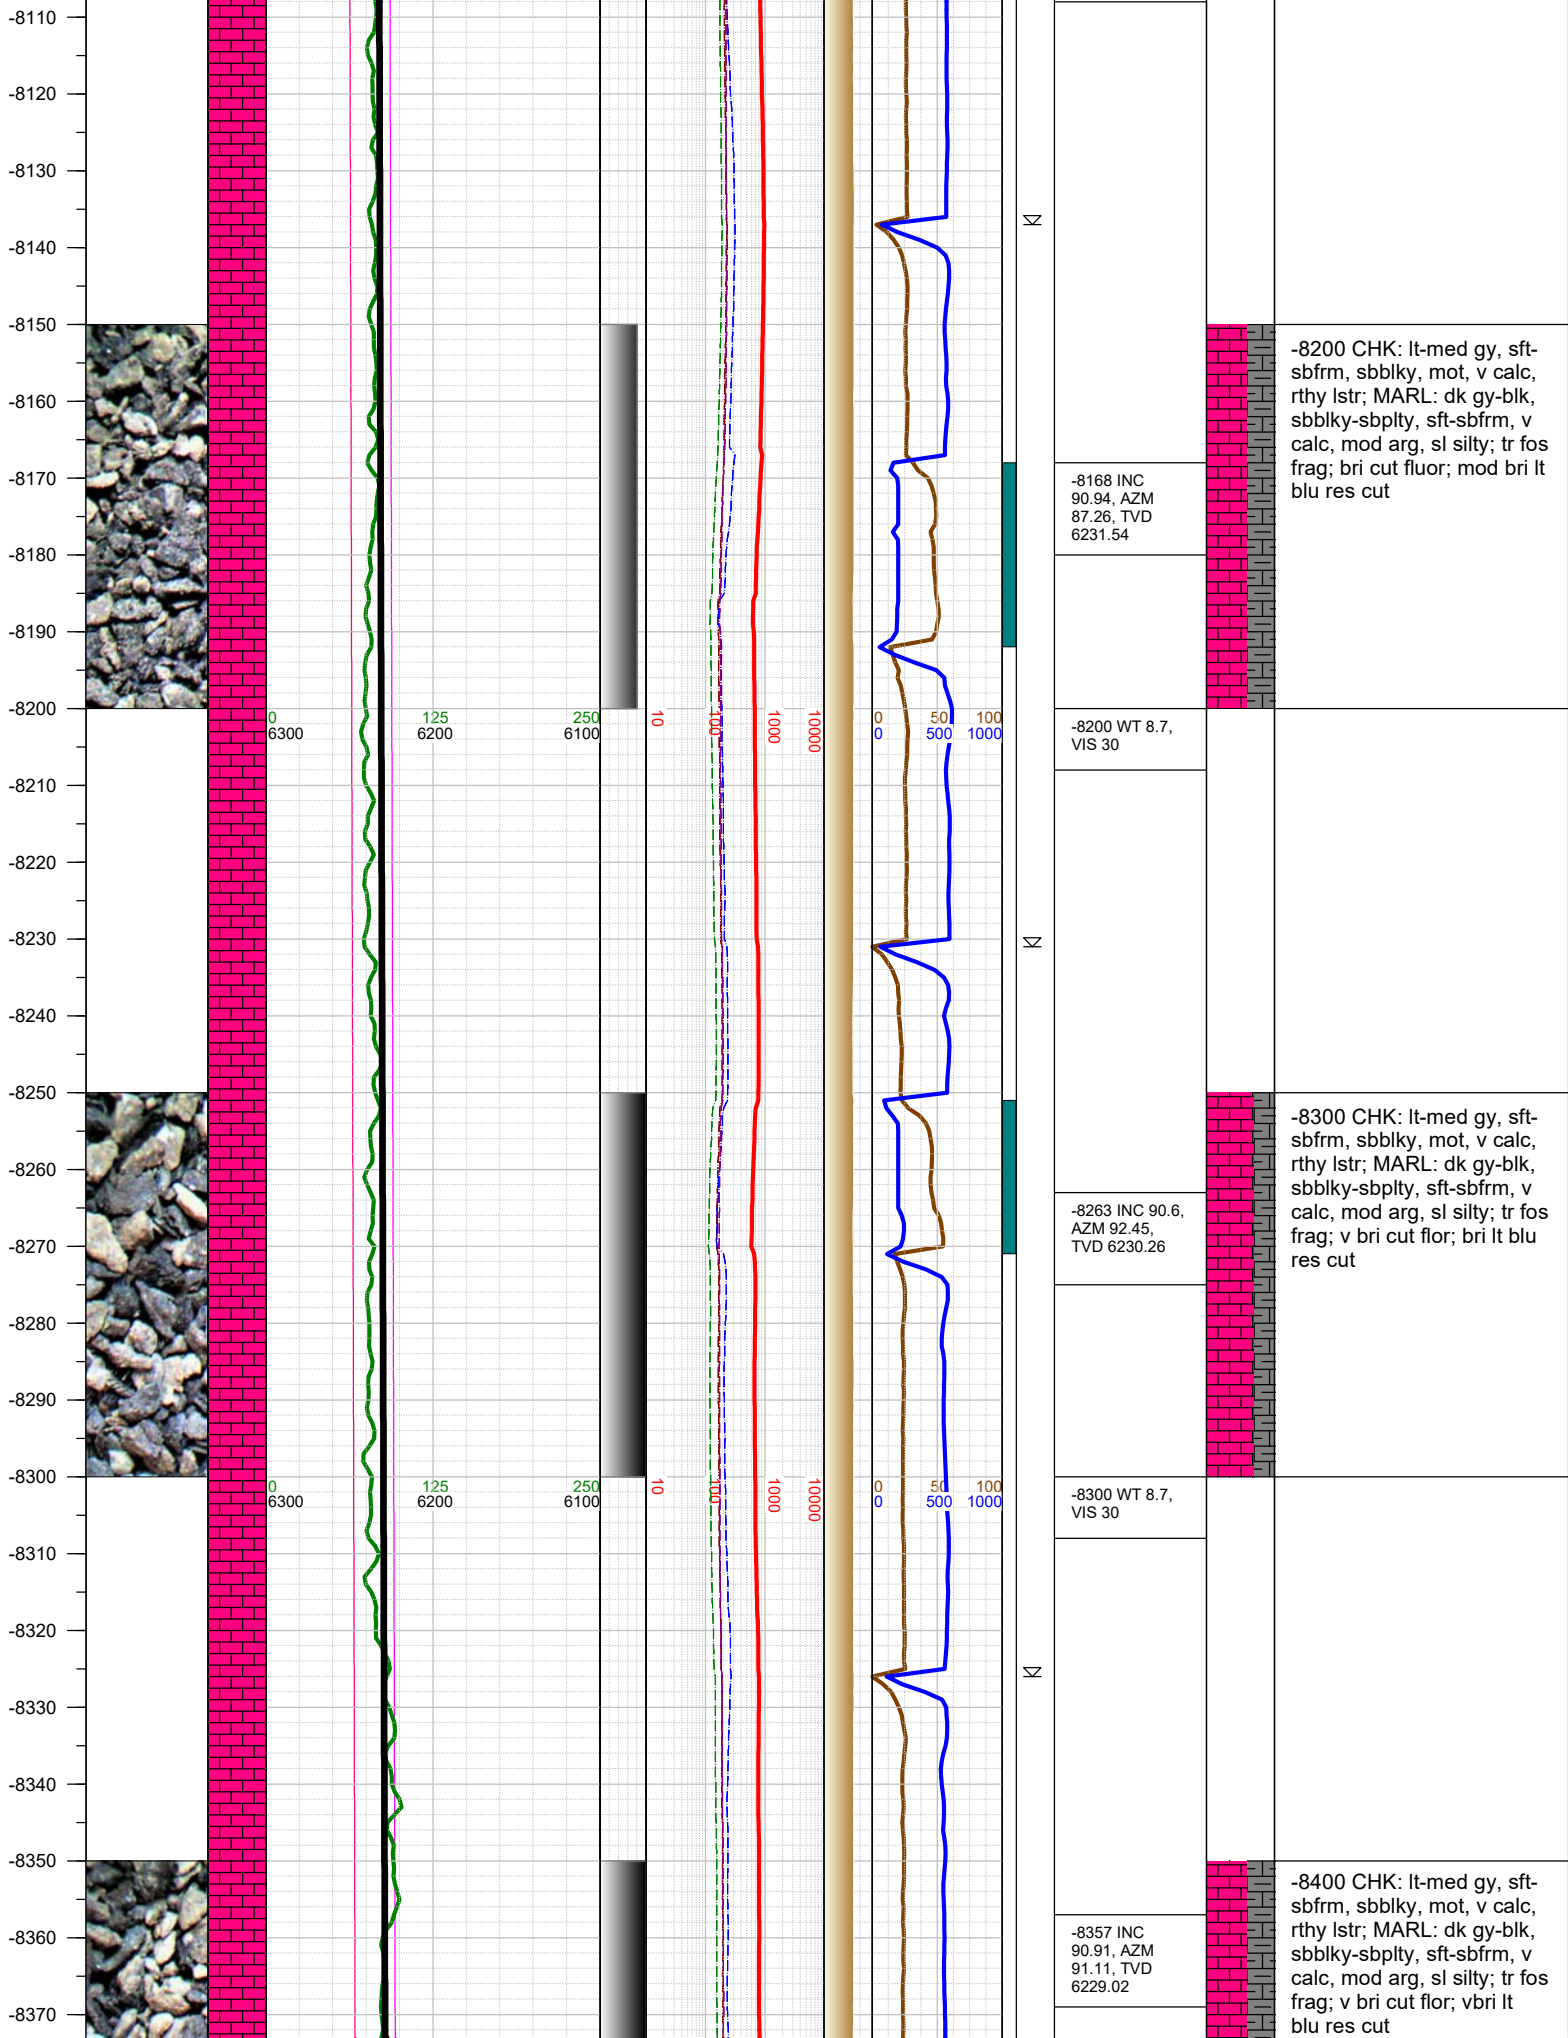 -8110
-8120
-8130
-8140
-8150
-8200 CHK: lt-med gy, sft-
sbfrm, sbblky, mot, v calc,
rthy lstr; MARL: dk gy-blk,
sbblky-sbplty, sft-sbfrm, v
calc, mod arg, sl silty; tr fos
frag; bri cut fluor; mod bri lt
blu res cut
-8160
-8170
-8168 INC
90.94, AZM
87.26, TVD
6231.54
-8180
-8190
-8200
0 125 250
6300 6200 6100
10 100 1000 10000
0 50 100
0 500 1000
-8200 WT 8.7,
VIS 30
-8210
-8220
-8230
-8240
-8250
-8300 CHK: lt-med gy, sft-
sbfrm, sbblky, mot, v calc,
rthy lstr; MARL: dk gy-blk,
sbblky-sbplty, sft-sbfrm, v
calc, mod arg, sl silty; tr fos
frag; v bri cut flor; bri lt blu
res cut
-8260
-8263 INC 90.6,
AZM 92.45,
TVD 6230.26
-8270
-8280
-8290
-8300
0 125 250
6300 6200 6100
10 100 1000 10000
0 50 100
0 500 1000
-8300 WT 8.7,
VIS 30
-8310
-8320
-8330
-8340
-8350
-8400 CHK: lt-med gy, sft-
sbfrm, sbblky, mot, v calc,
rthy lstr; MARL: dk gy-blk,
sbblky-sbplty, sft-sbfrm, v
calc, mod arg, sl silty; tr fos
frag; v bri cut flor; vbri lt
blu res cut
-8360
-8357 INC
90.91, AZM
91.11, TVD
6229.02
-8370